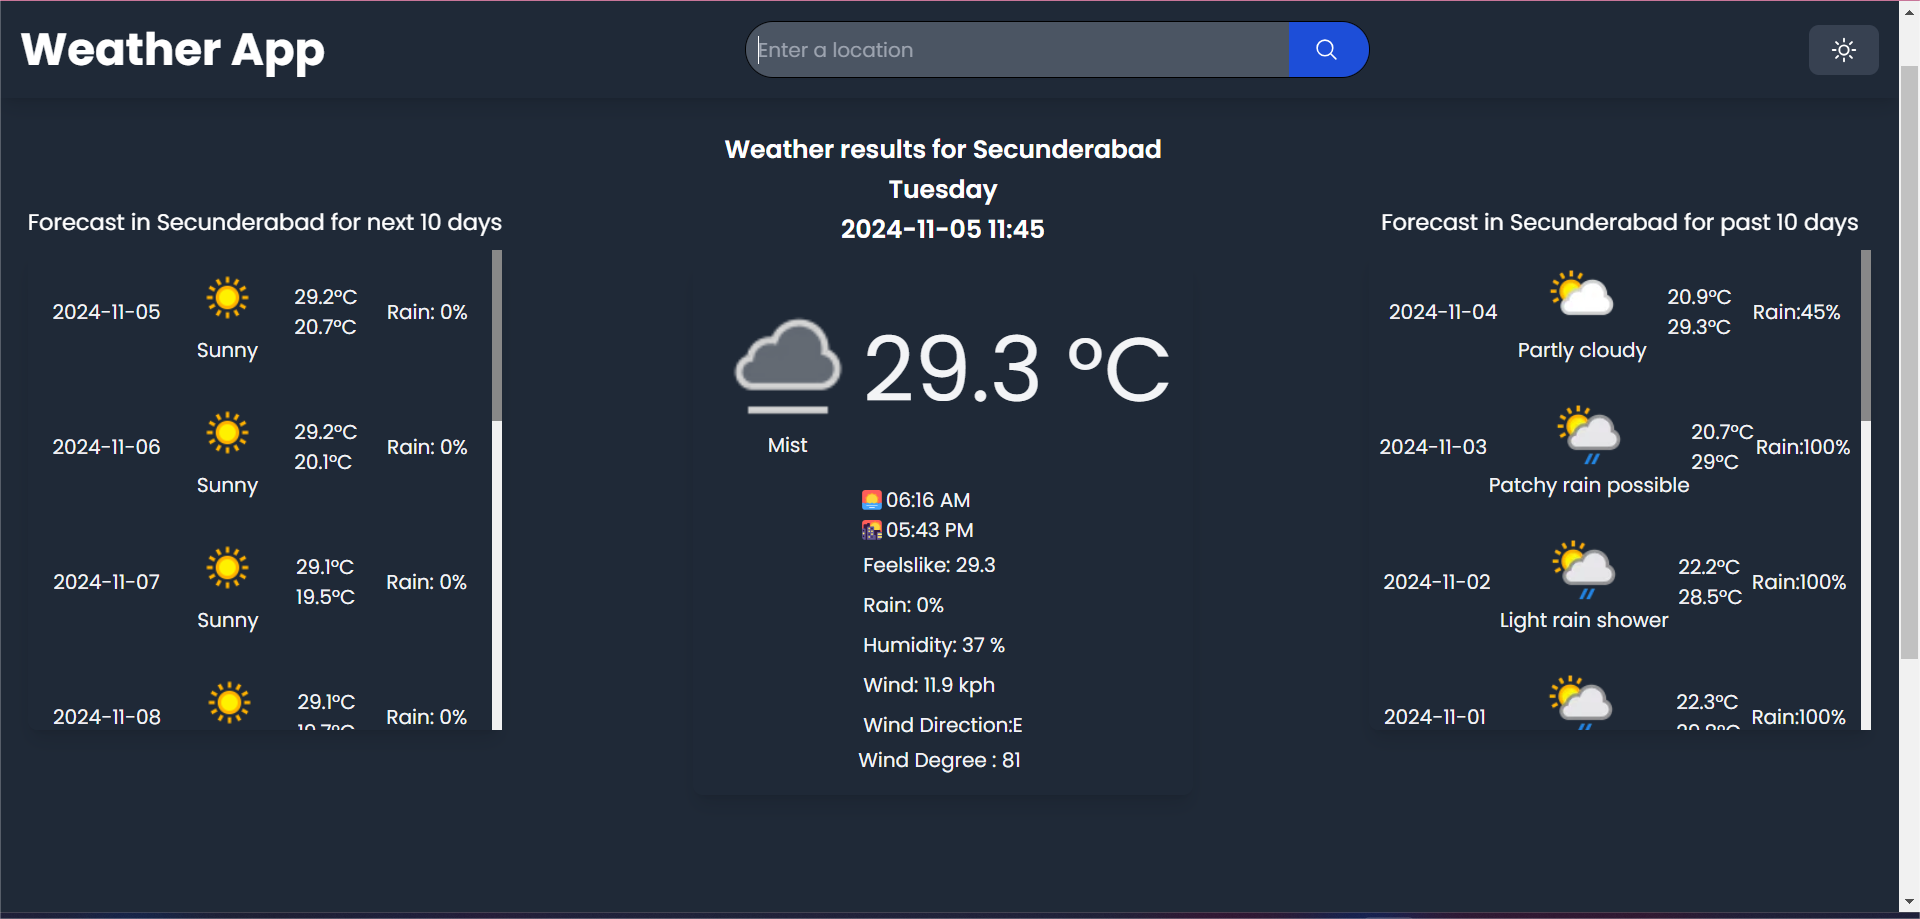 Weather App
Enter a location
Weather results for Secunderabad
Tuesday
2024-11-05 11:45
Forecast in Secunderabad for next 10 days
2024-11-05
Sunny
29.2°C
20.7°C
Rain: 0%
2024-11-06
Sunny
29.2°C
20.1°C
Rain: 0%
2024-11-07
Sunny
29.1°C
19.5°C
Rain: 0%
2024-11-08
29.1°C
Rain: 0%
29.3 °C
Mist
06:16 AM
05:43 PM
Feelslike: 29.3
Rain: 0%
Humidity: 37 %
Wind: 11.9 kph
Wind Direction:E
Wind Degree : 81
Forecast in Secunderabad for past 10 days
2024-11-04
Partly cloudy
20.9°C
29.3°C
Rain:45%
2024-11-03
Patchy rain possible
20.7°C
29°C
Rain:100%
2024-11-02
Light rain shower
22.2°C
28.5°C
Rain:100%
2024-11-01
22.3°C
Rain:100%